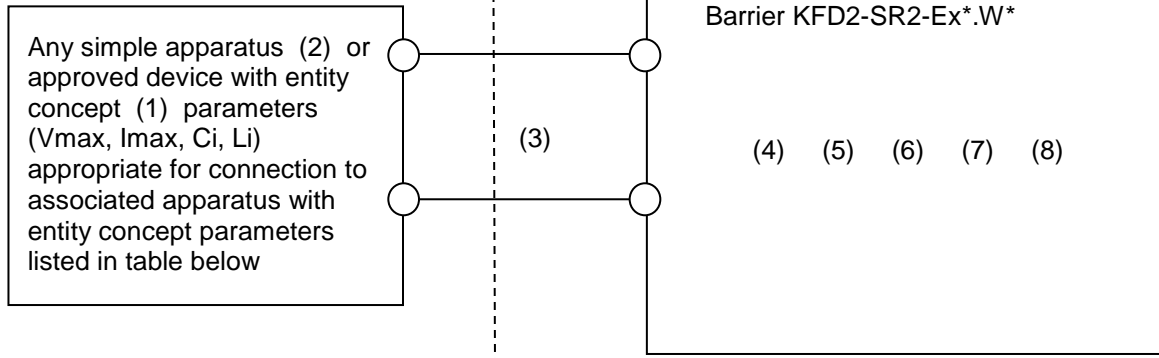 Barrier KFD2-SR2-Ex*.W*
Any simple apparatus (2) or
approved device with entity
concept (1) parameters
(Vmax, Imax, Ci, Li)
appropriate for connection to
associated apparatus with
entity concept parameters
listed in table below
(3)
(4) (5) (6) (7) (8)